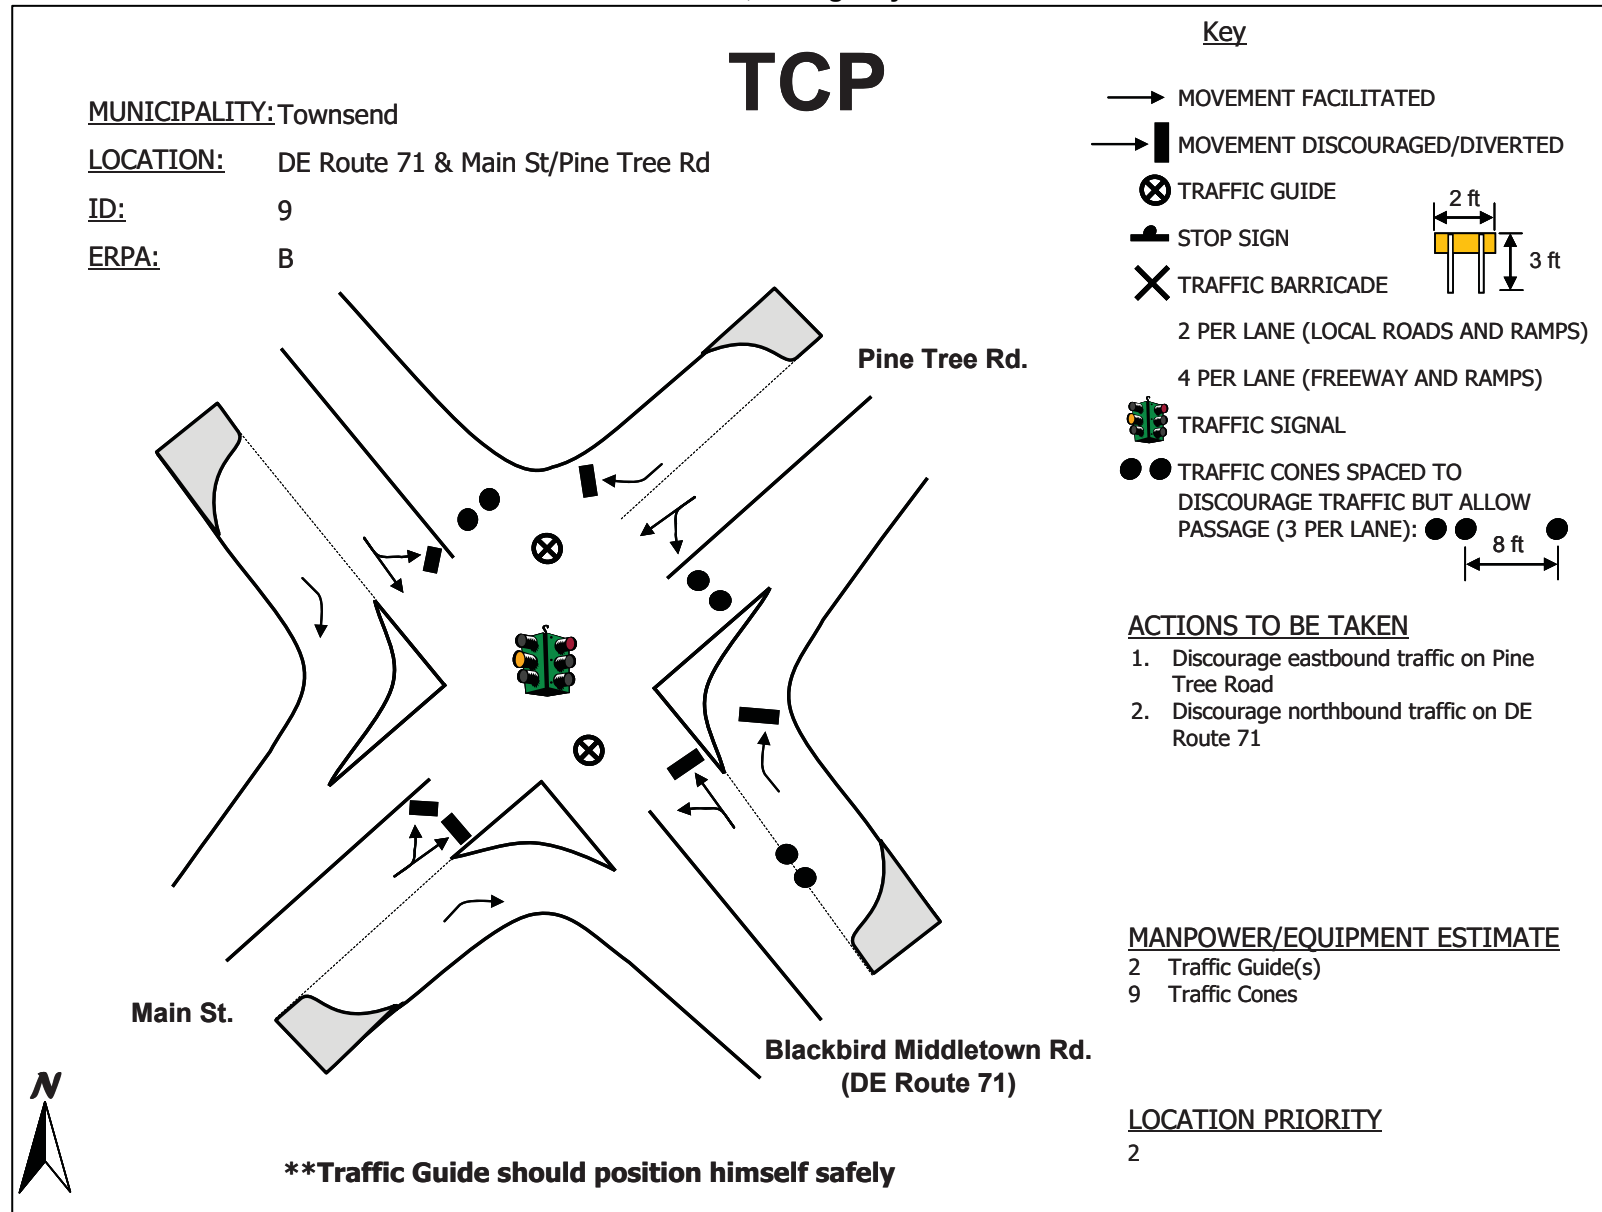 TCP
MUNICIPALITY: Townsend
LOCATION: DE Route 71 & Main St/Pine Tree Rd
ID: 9
ERPA: B
Key
MOVEMENT FACILITATED
MOVEMENT DISCOURAGED/DIVERTED
TRAFFIC GUIDE
STOP SIGN
TRAFFIC BARRICADE
2 ft
3 ft
2 PER LANE (LOCAL ROADS AND RAMPS)
4 PER LANE (FREEWAY AND RAMPS)
TRAFFIC SIGNAL
TRAFFIC CONES SPACED TO
DISCOURAGE TRAFFIC BUT ALLOW
PASSAGE (3 PER LANE):
8 ft
Pine Tree Rd.
Main St.
Blackbird Middletown Rd.
(DE Route 71)
N
**Traffic Guide should position himself safely
ACTIONS TO BE TAKEN
1. Discourage eastbound traffic on Pine
Tree Road
2. Discourage northbound traffic on DE
Route 71
MANPOWER/EQUIPMENT ESTIMATE
2 Traffic Guide(s)
9 Traffic Cones
LOCATION PRIORITY
2